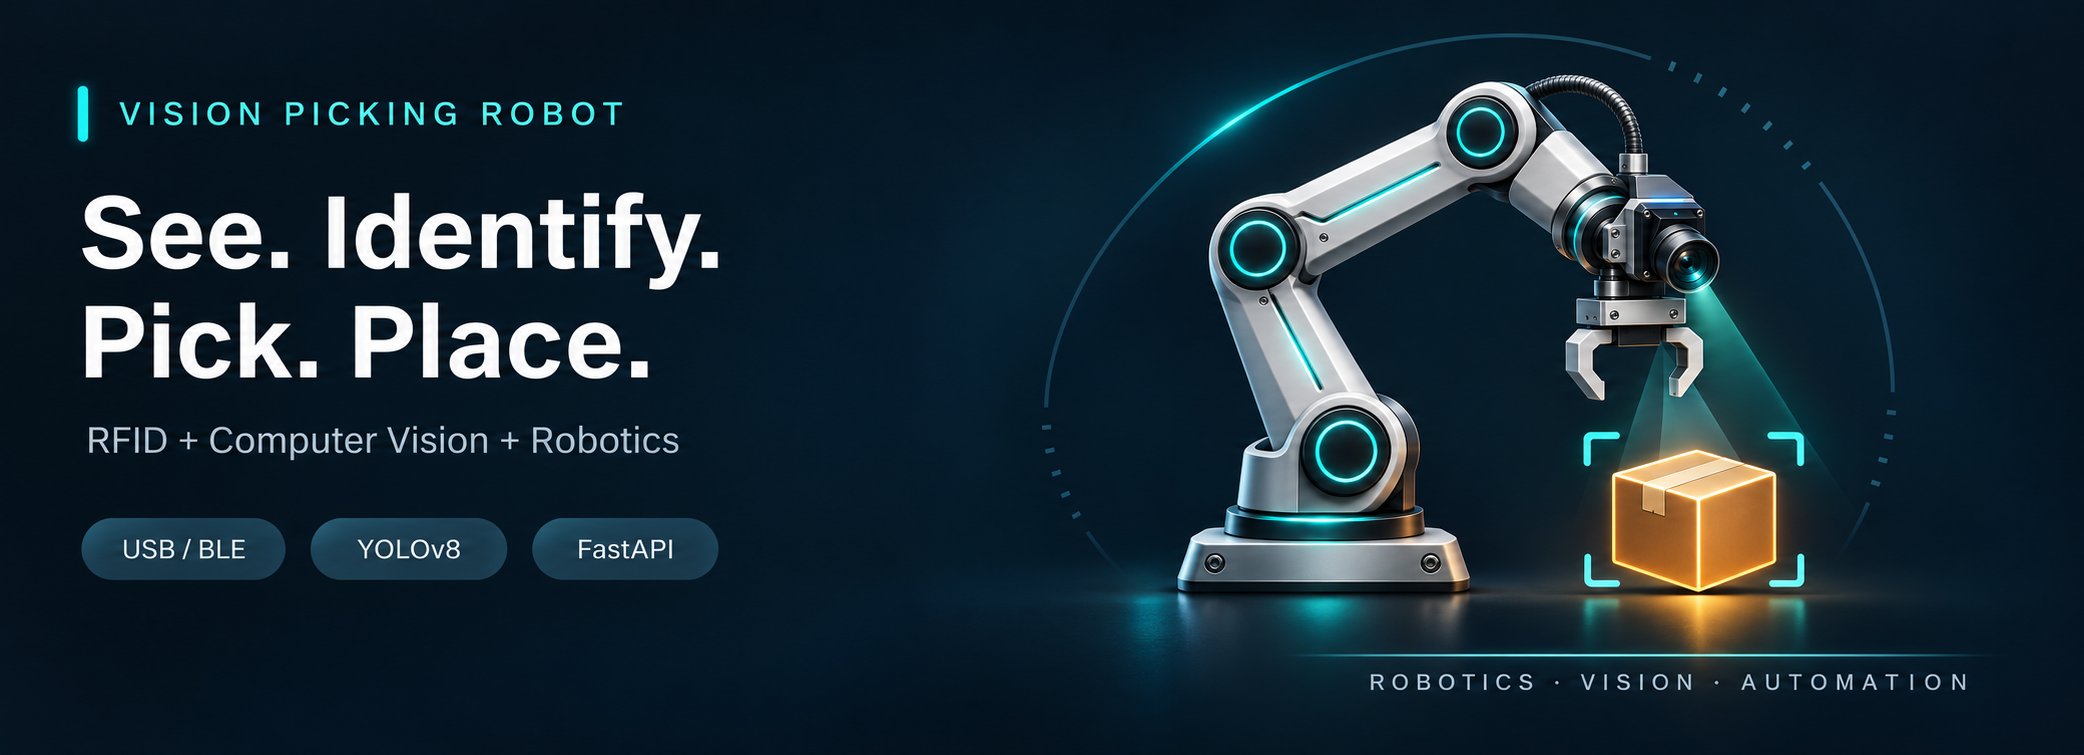 VISION PICKING ROBOT
See. Identify.
Pick. Place.
RFID + Computer Vision + Robotics
USB / BLE
YOLOv8
FastAPI
ROBOTICS · VISION · AUTOMATION